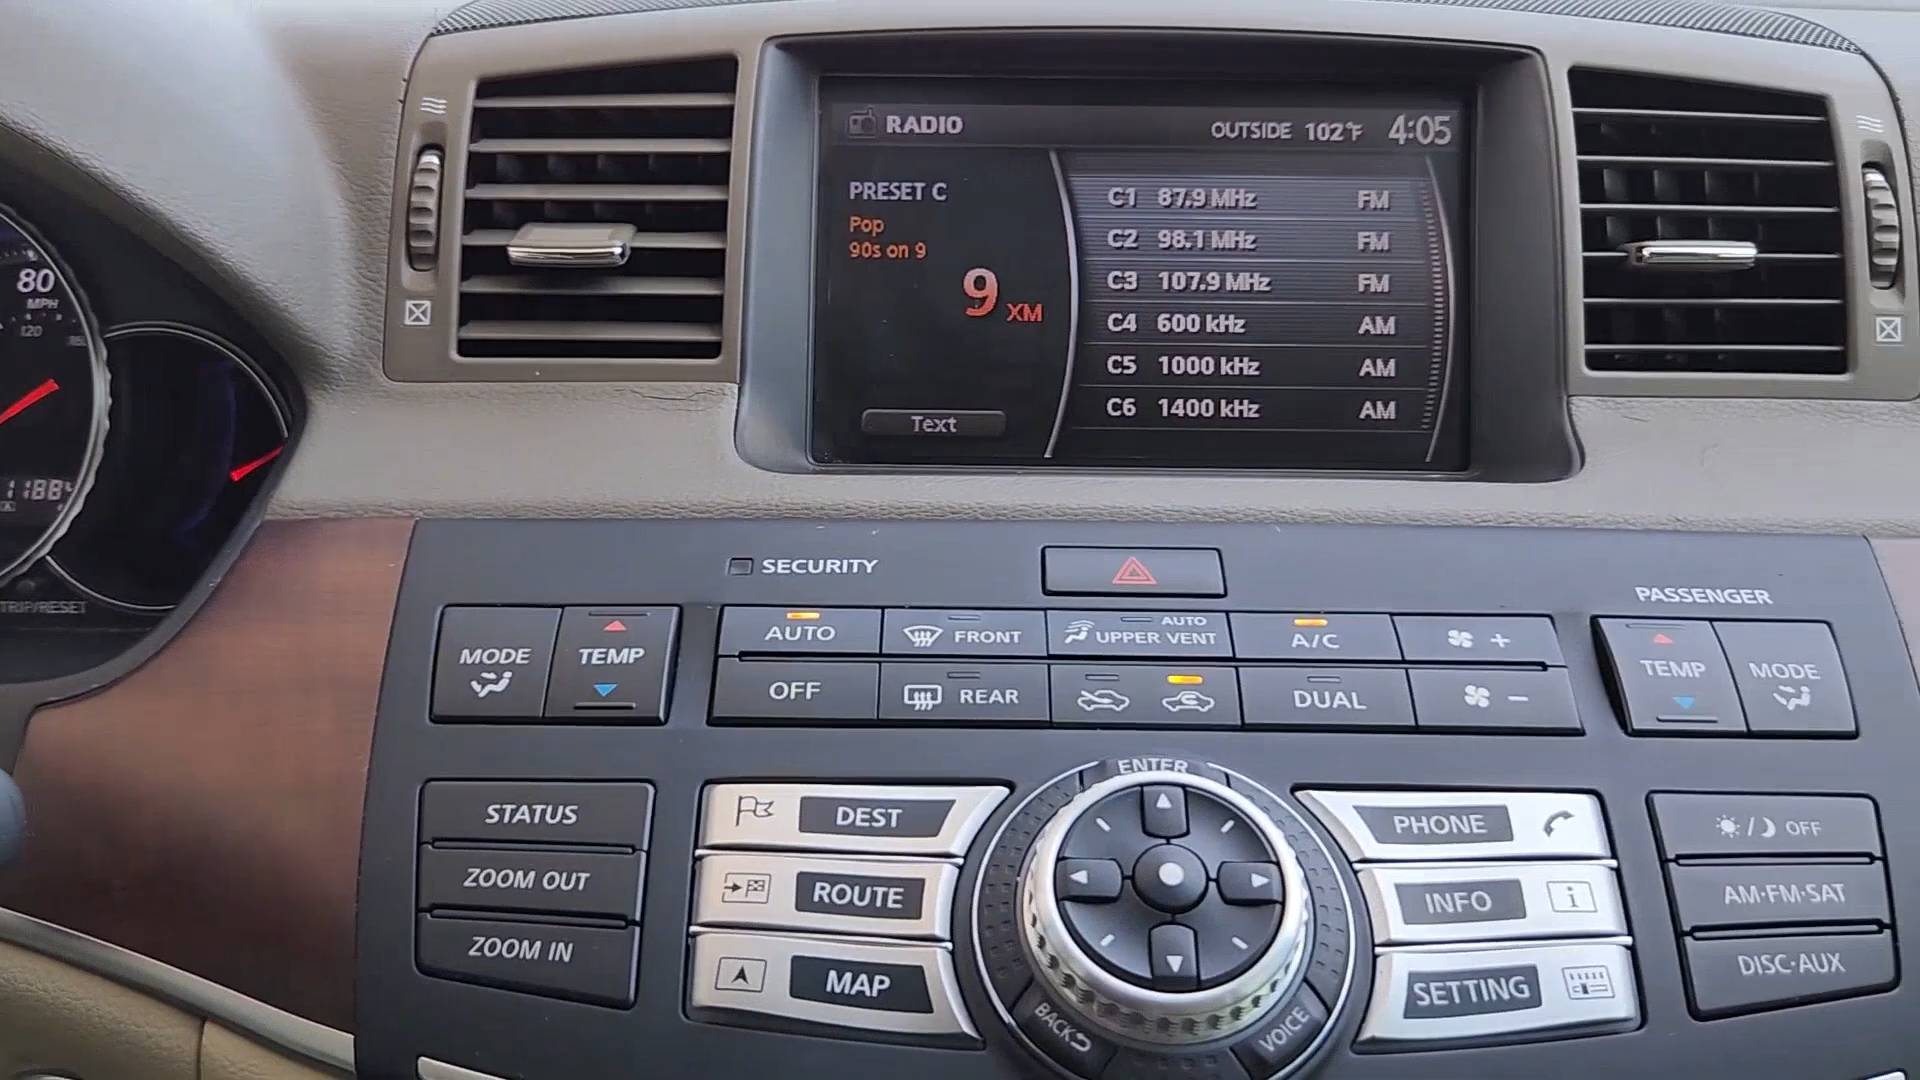 RADIO
OUTSIDE 102°F 4:05
PRESET C
Pop
90s on 9
9 XM
Text
C1 87.9 MHz FM
C2 98.1 MHz FM
C3 107.9 MHz FM
C4 600 kHz AM
C5 1000 kHz AM
C6 1400 kHz AM
80
MPH
120
TRIP/RESET
SECURITY
PASSENGER
MODE
TEMP
AUTO
FRONT
AUTO
UPPER VENT
A/C
+
TEMP
MODE
OFF
REAR
DUAL
-
STATUS
ZOOM OUT
ZOOM IN
DEST
ROUTE
MAP
ENTER
BACK
VOICE
PHONE
INFO
i
SETTING
/ OFF
AM·FM·SAT
DISC·AUX